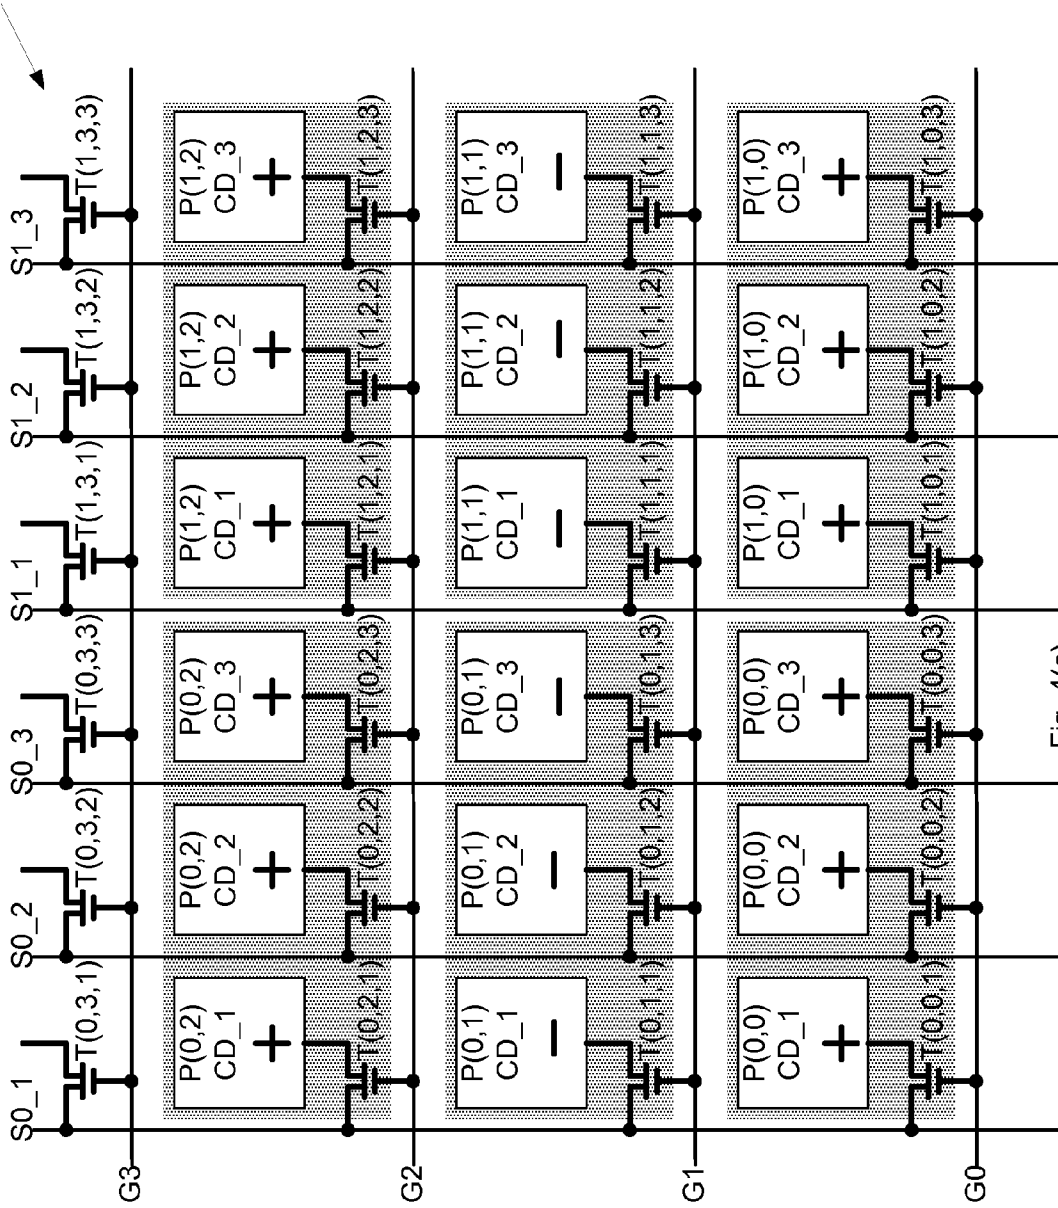 S0_1 S0_2 S0_3 S1_1 S1_2 S1_3
T(0,3,1) T(0,3,2) T(0,3,3) T(1,3,1) T(1,3,2) T(1,3,3)
G3
P(0,2) P(0,2) P(0,2) P(1,2) P(1,2) P(1,2)
CD_1 CD_2 CD_3 CD_1 CD_2 CD_3
+ + + + + +
T(0,2,1) T(0,2,2) T(0,2,3) T(1,2,1) T(1,2,2) T(1,2,3)
G2
P(0,1) P(0,1) P(0,1) P(1,1) P(1,1) P(1,1)
CD_1 CD_2 CD_3 CD_1 CD_2 CD_3
− − − − − −
T(0,1,1) T(0,1,2) T(0,1,3) T(1,1,1) T(1,1,2) T(1,1,3)
G1
P(0,0) P(0,0) P(0,0) P(1,0) P(1,0) P(1,0)
CD_1 CD_2 CD_3 CD_1 CD_2 CD_3
+ + + + + +
T(0,0,1) T(0,0,2) T(0,0,3) T(1,0,1) T(1,0,2) T(1,0,3)
G0